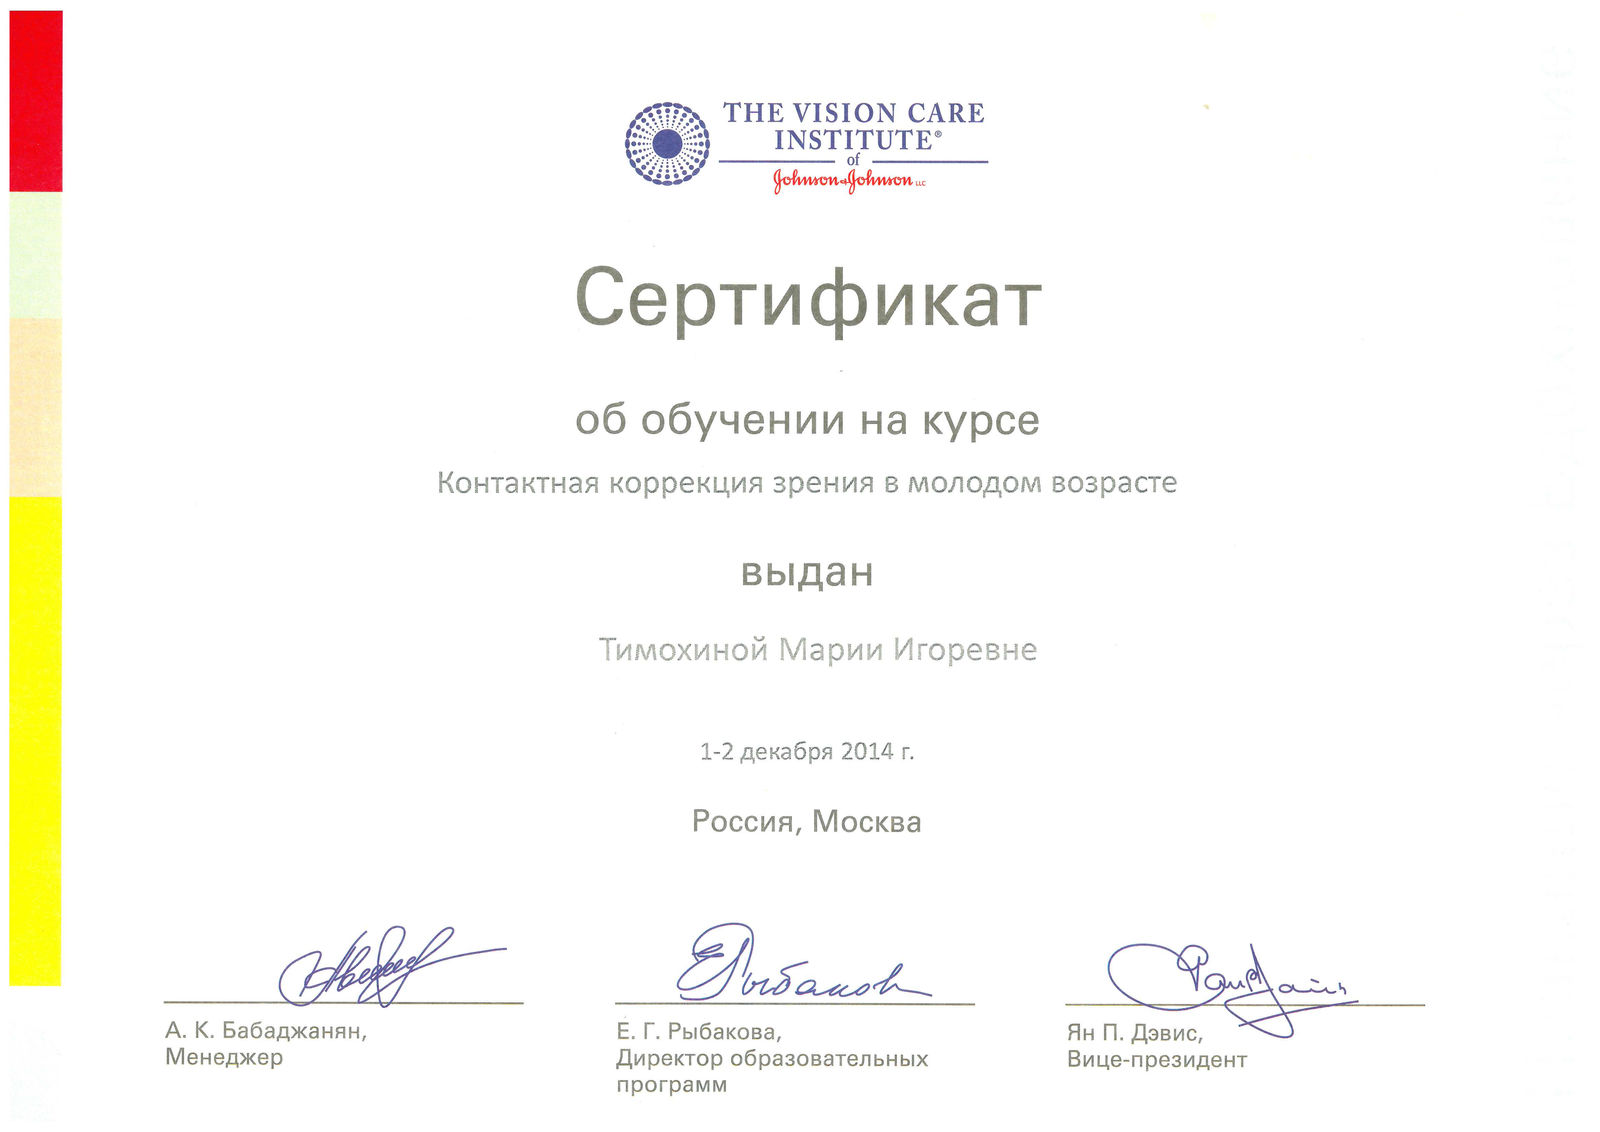 THE VISION CARE
INSTITUTE®
of
Johnson & Johnson LLC
Сертификат
об обучении на курсе
Контактная коррекция зрения в молодом возрасте
выдан
Тимохиной Марии Игоревне
1-2 декабря 2014 г.
Россия, Москва
А. К. Бабаджанян,
Менеджер
Е. Г. Рыбакова,
Директор образовательных
программ
Ян П. Дэвис,
Вице-президент